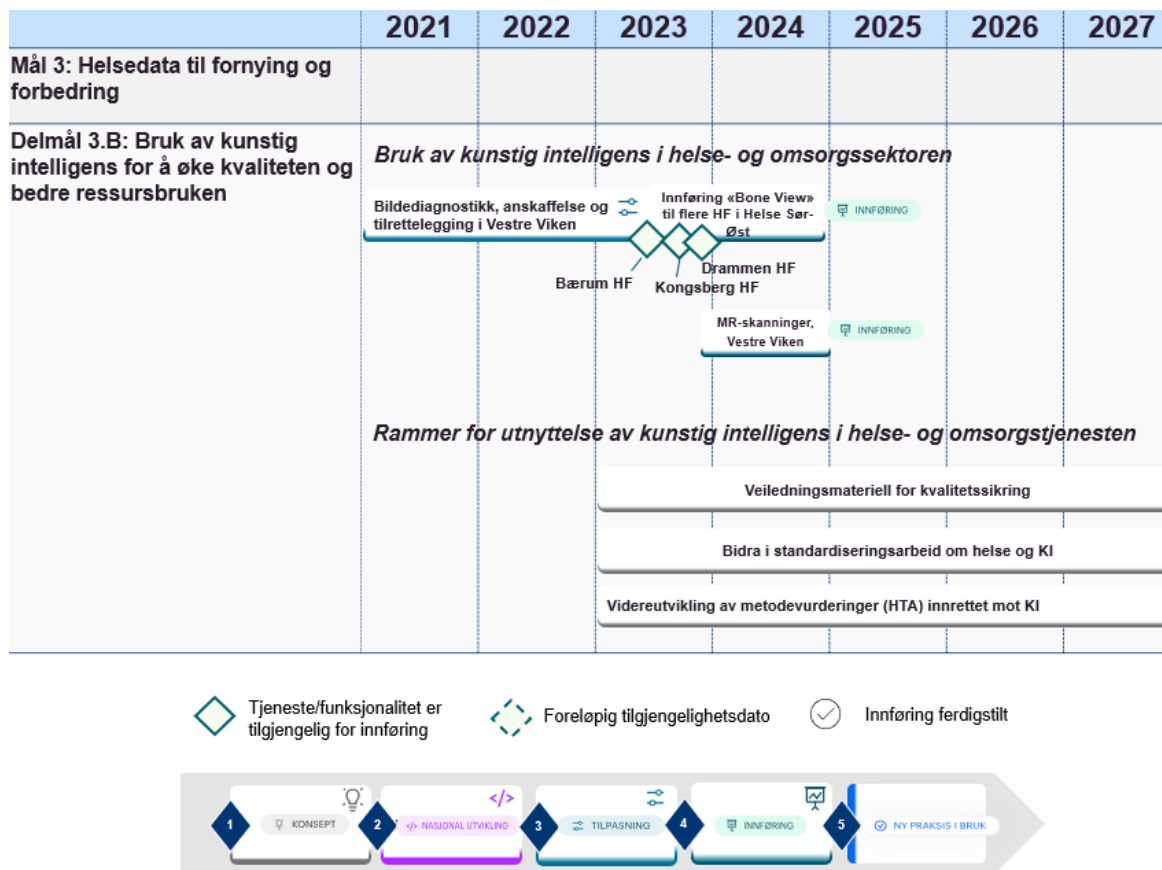 2021 2022 2023 2024 2025 2026 2027
Mål 3: Helsedata til fornying og
forbedring
Delmål 3.B: Bruk av kunstig
intelligens for å øke kvaliteten og
bedre ressursbruken
Bruk av kunstig intelligens i helse- og omsorgssektoren
Bildediagnostikk, anskaffelse og
tilrettelegging i Vestre Viken
Innføring «Bone View»
til flere HF i Helse Sør-
Øst
INNFØRING
Bærum HF
Kongsberg HF
Drammen HF
MR-skanninger,
Vestre Viken
INNFØRING
Rammer for utnyttelse av kunstig intelligens i helse- og omsorgstjenesten
Veiledningsmateriell for kvalitetssikring
Bidra i standardiseringsarbeid om helse og KI
Videreutvikling av metodevurderinger (HTA) innrettet mot KI
Tjeneste/funksjonalitet er
tilgjengelig for innføring
Foreløpig tilgjengelighetsdato
Innføring ferdigstilt
</>
1 KONSEPT 2 </> NASJONAL UTVIKLING 3 TILPASNING 4 INNFØRING 5 NY PRAKSIS I BRUK